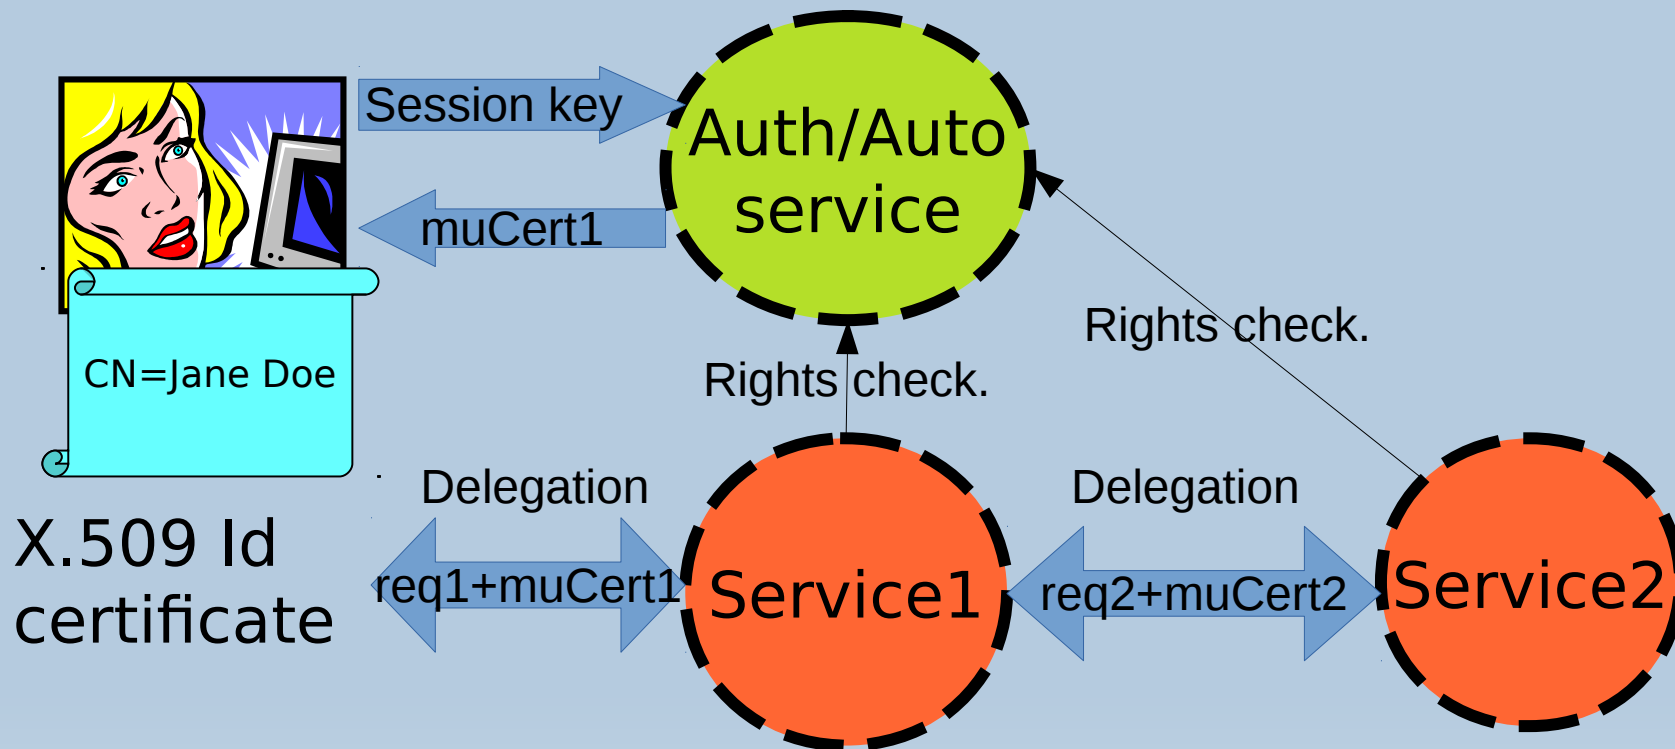 Session key
Auth/Auto
service
muCert1
Rights check.
CN=Jane Doe
Rights check.
Delegation
Delegation
X.509 Id
certificate
req1+muCert1
Service1
req2+muCert2
Service2